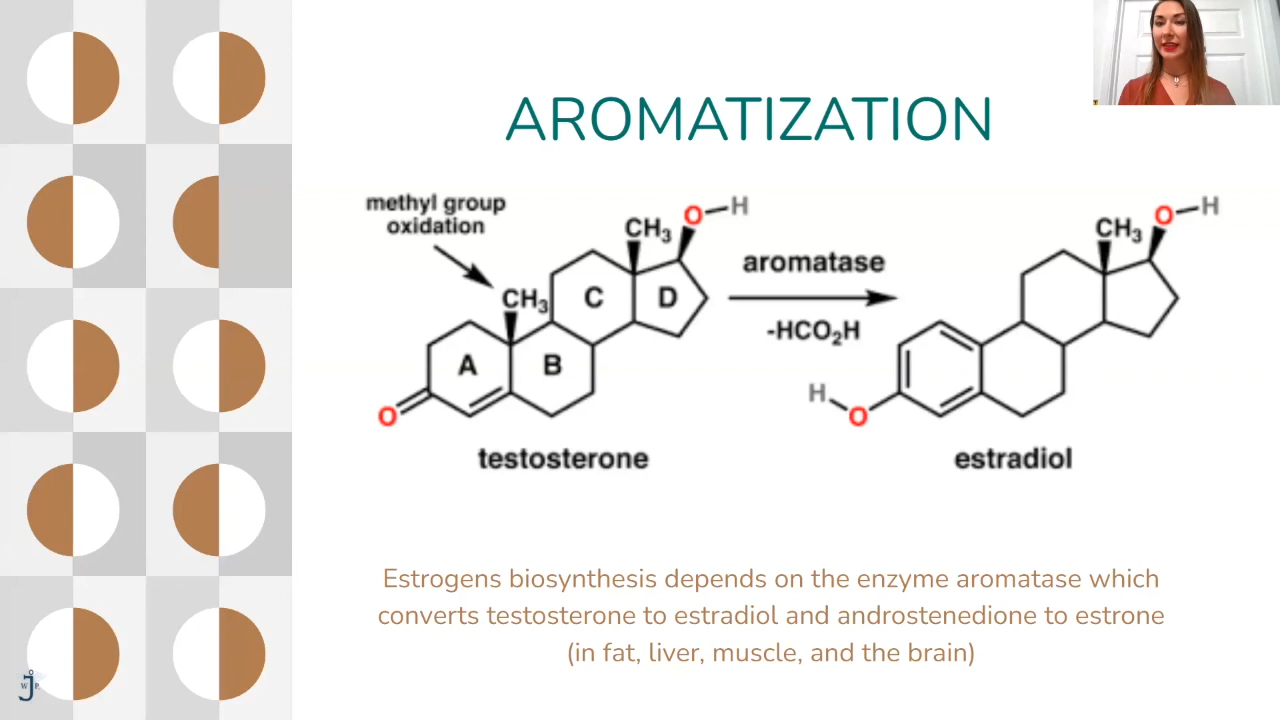 AROMATIZATION
methyl group
oxidation
CH₃
O
H
CH₃
C
D
A
B
O
testosterone
aromatase
-HCO₂H
CH₃
O
H
H
O
estradiol
Estrogens biosynthesis depends on the enzyme aromatase which
converts testosterone to estradiol and androstenedione to estrone
(in fat, liver, muscle, and the brain)
W J P.